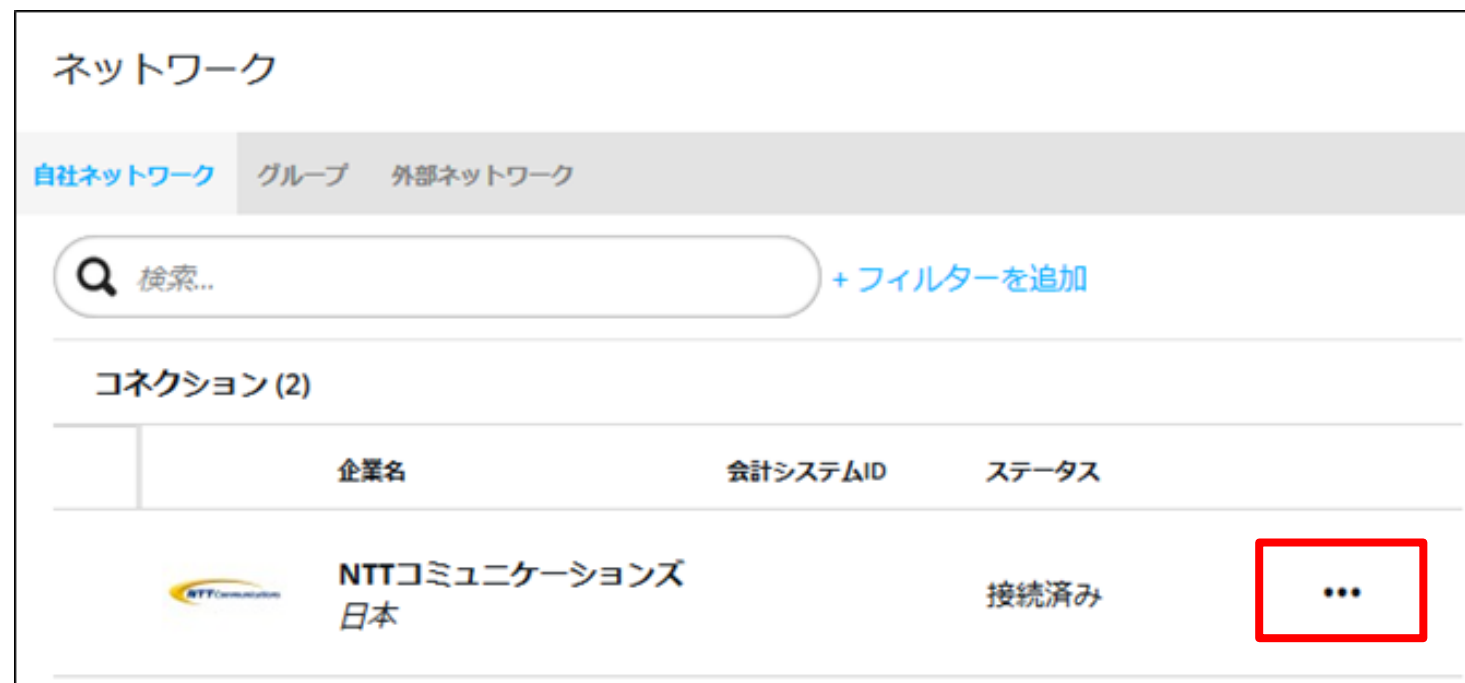 ネットワーク
自社ネットワーク グループ 外部ネットワーク
検索... + フィルターを追加
コネクション (2)
企業名 会計システムID ステータス
NTTコミュニケーションズ
NTT Communications 接続済み •••
日本